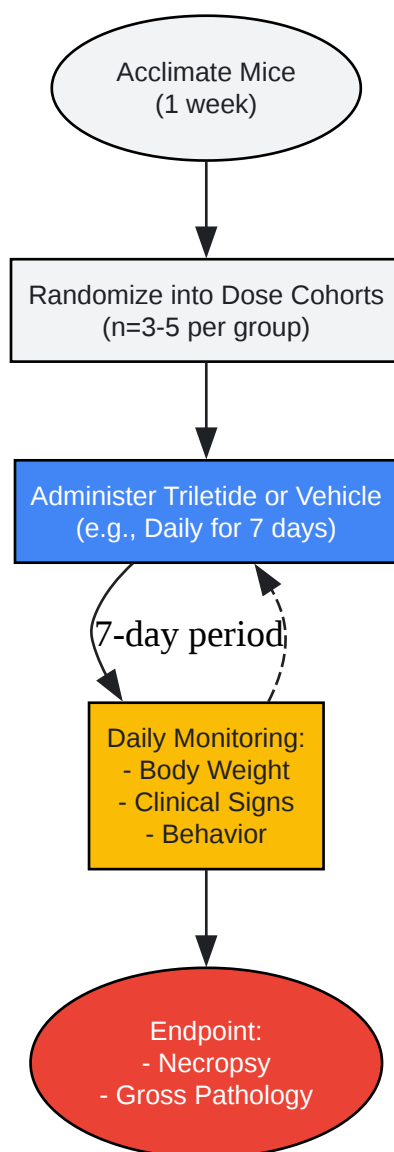 Acclimate Mice
(1 week)
Randomize into Dose Cohorts
(n=3-5 per group)
Administer Triletide or Vehicle
(e.g., Daily for 7 days)
7-day period
Daily Monitoring:
- Body Weight
- Clinical Signs
- Behavior
Endpoint:
- Necropsy
- Gross Pathology